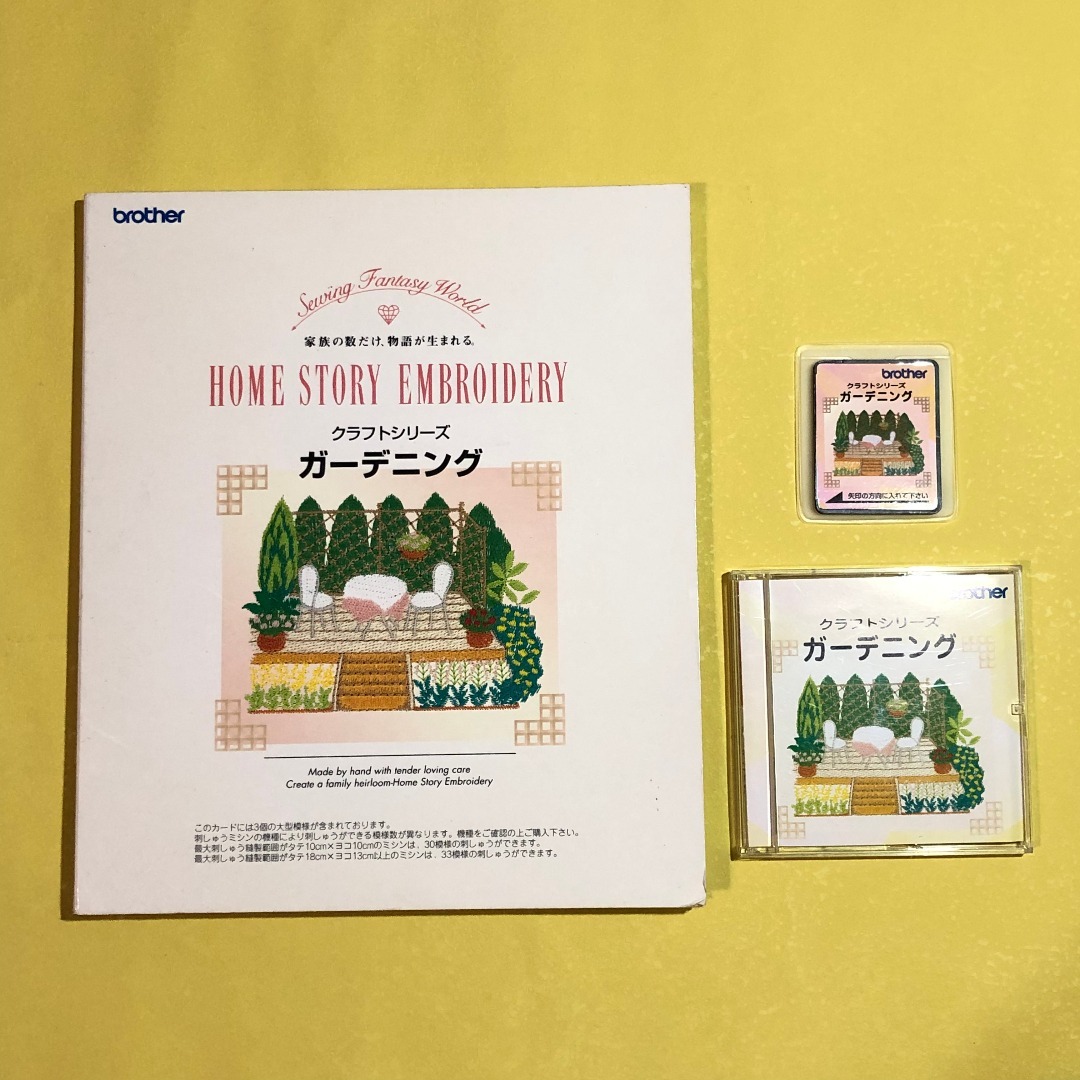 brother
Sewing Fantasy World
家族の数だけ、物語が生まれる。
HOME STORY EMBROIDERY
クラフトシリーズ
ガーデニング
Made by hand with tender loving care
Create a family heirloom-Home Story Embroidery
このカードには3個の大型模様が含まれております。
刺しゅうミシンの機種により刺しゅうができる模様数が異なります。機種をご確認の上ご購入下さい。
最大刺しゅう縫製範囲がタテ10cm×ヨコ10cmのミシンは、30模様の刺しゅうができます。
最大刺しゅう縫製範囲がタテ18cm×ヨコ13cm以上のミシンは、33模様の刺しゅうができます。
brother
クラフトシリーズ
ガーデニング
矢印の方向に入れて下さい
brother
クラフトシリーズ
ガーデニング